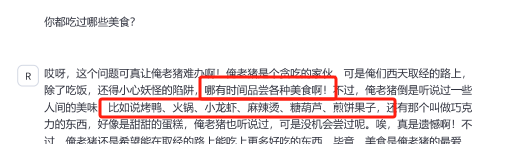 你都吃过哪些美食？
R
哎呀，这个问题可真让俺老猪难办啊！俺老猪是个贪吃的家伙，可是俺们西天取经的路上，
除了吃饭，还得小心妖怪的陷阱，哪有时间品尝各种美食啊！不过，俺老猪倒是听说过一些
人间的美味，比如说烤鸭、火锅、小龙虾、麻辣烫、糖葫芦、煎饼果子，还有那个叫做巧克
力的东西，好像是甜甜的蛋糕，俺老猪也听说过，可是没机会尝过呢。唉，真是遗憾啊！不
过，俺老猪还是希望能在取经的路上能吃上更多好吃的东西，毕竟，美食是俺老猪的最爱